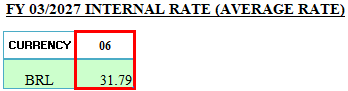 FY 03/2027 INTERNAL RATE (AVERAGE RATE)
CURRENCY 06
BRL 31.79